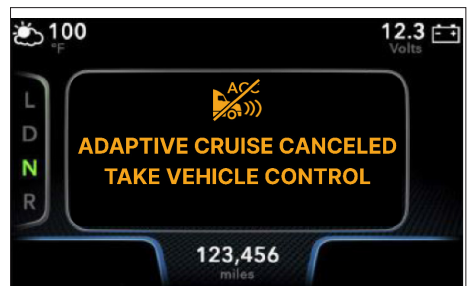 100
°F
12.3
Volts
L
D
N
R
ACC
ADAPTIVE CRUISE CANCELED
TAKE VEHICLE CONTROL
123,456
miles